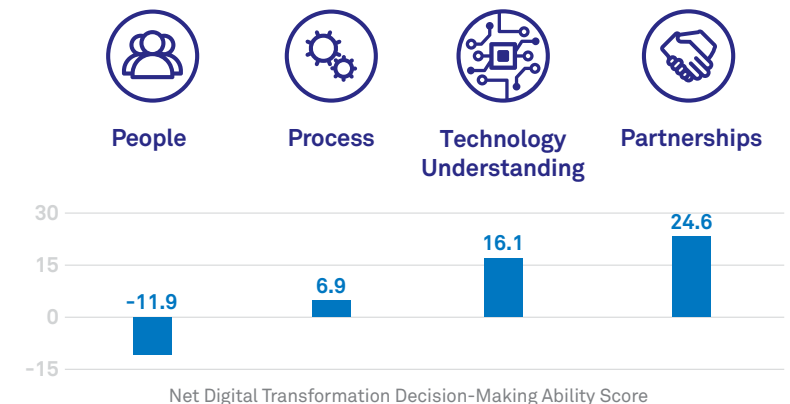 People
Process
Technology
Understanding
Partnerships
30
15
0
-15
-11.9
6.9
16.1
24.6
Net Digital Transformation Decision-Making Ability Score